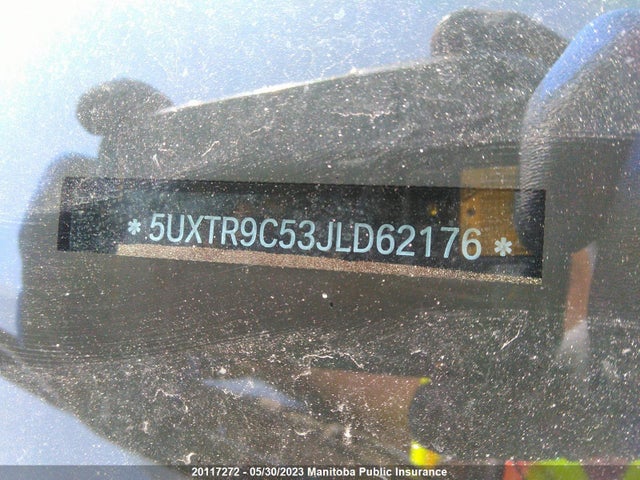 * 5UXTR9C53JLD62176 *
20117272 - 05/30/2023 Manitoba Public Insurance